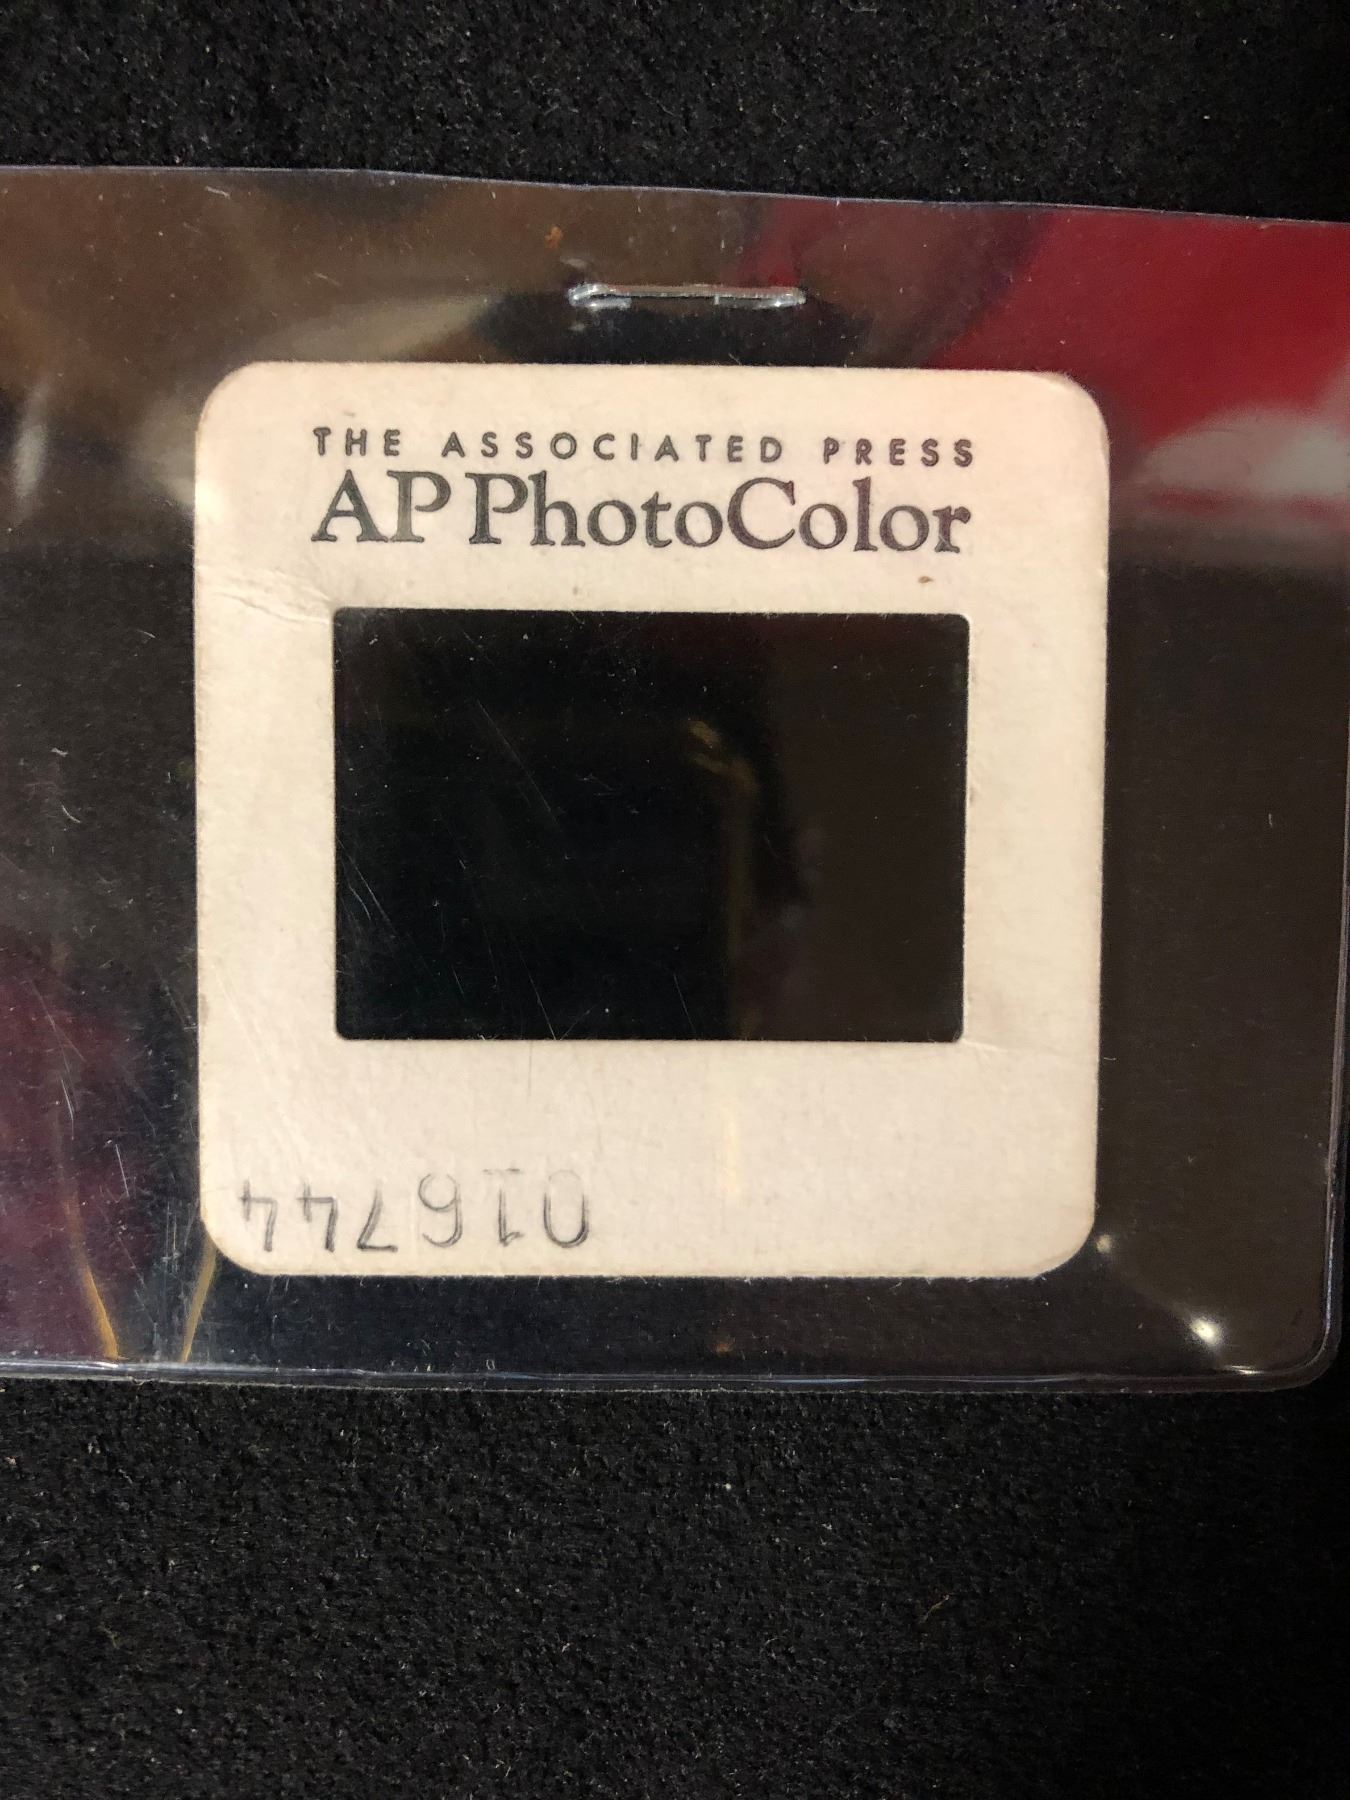 THE ASSOCIATED PRESS
AP PhotoColor
016744